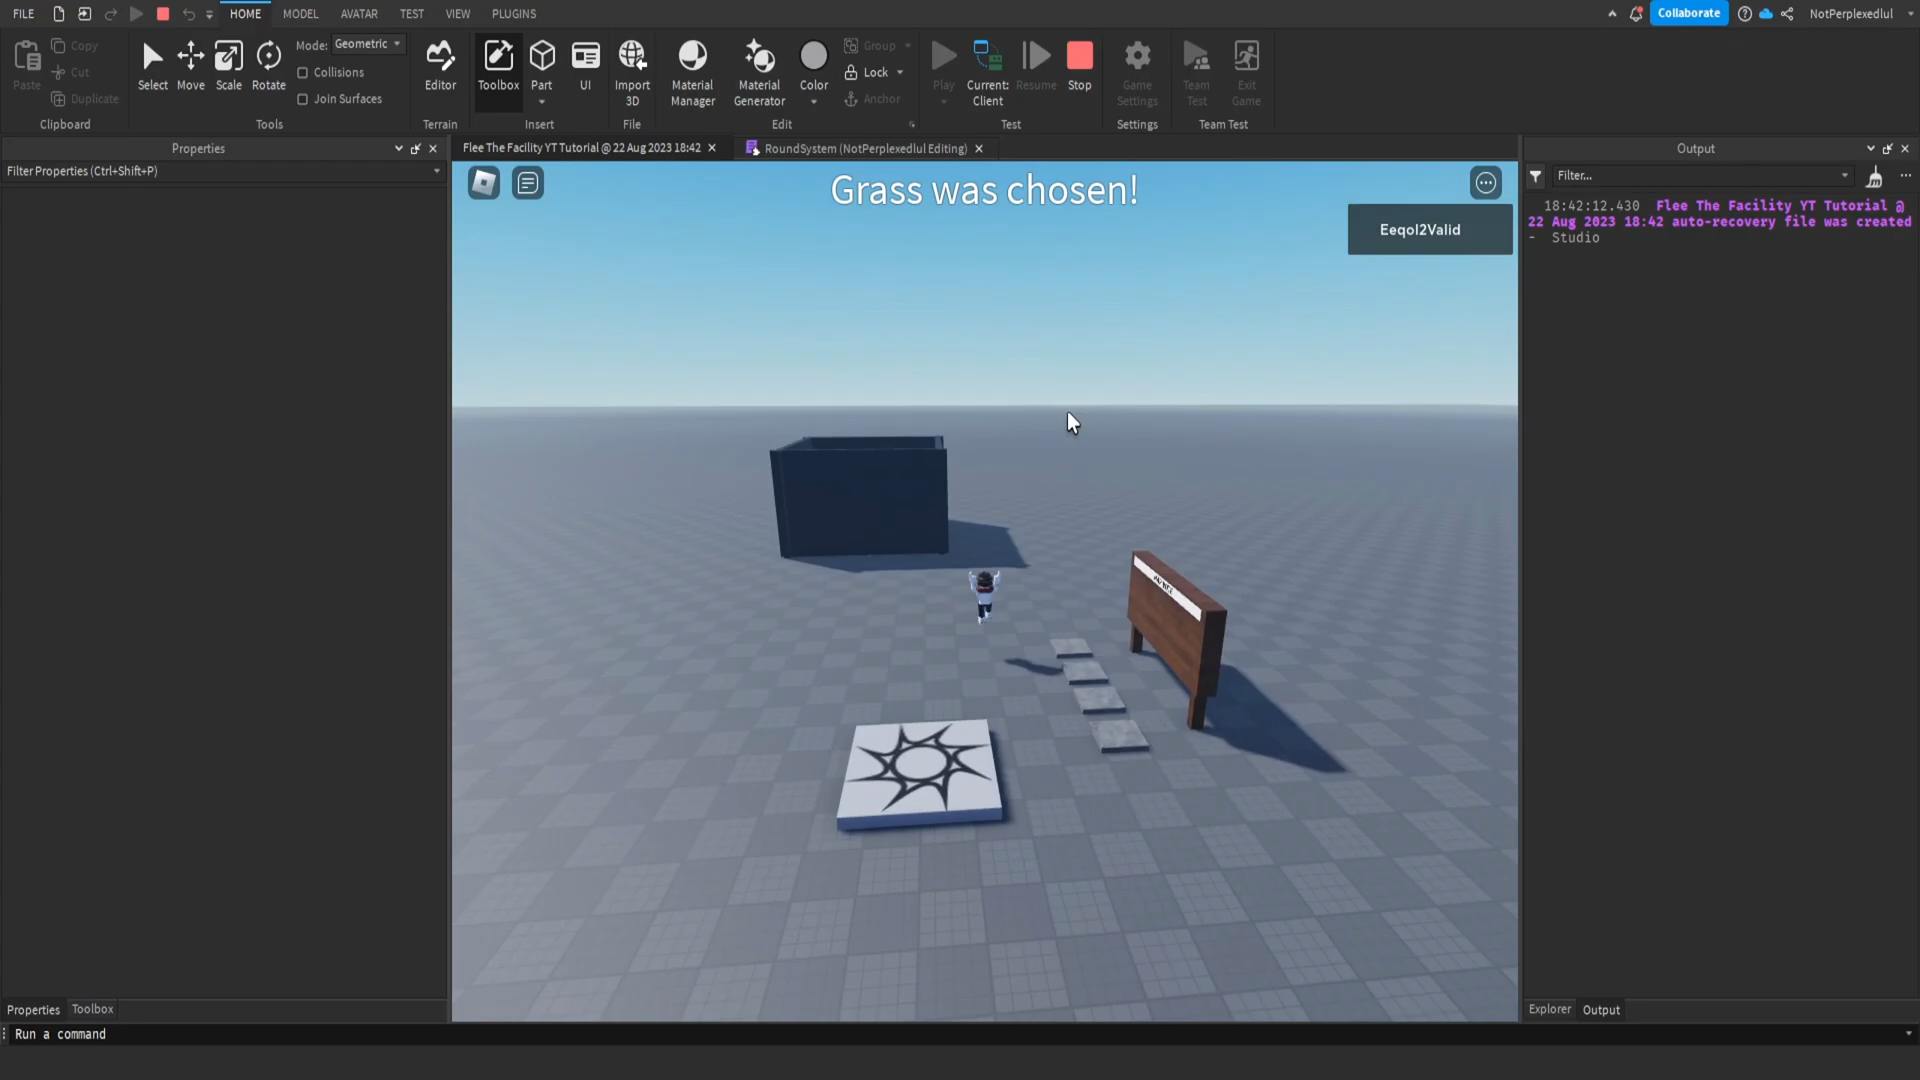 FILE
HOME
MODEL
AVATAR
TEST
VIEW
PLUGINS
Collaborate
NotPerplexedlul
Paste
Copy
Cut
Duplicate
Clipboard
Select
Move
Scale
Rotate
Mode:
Geometric
Collisions
Join Surfaces
Tools
Editor
Terrain
Toolbox
Part
UI
Insert
Import
3D
File
Material
Manager
Material
Generator
Color
Group
Lock
Anchor
Edit
Play
Current:
Client
Resume
Stop
Test
Game
Settings
Settings
Team
Test
Exit
Game
Team Test
Properties
Filter Properties (Ctrl+Shift+P)
Flee The Facility YT Tutorial @ 22 Aug 2023 18:42
RoundSystem (NotPerplexedlul Editing)
Grass was chosen!
Eeqol2Valid
Output
Filter...
18:42:12.430 Flee The Facility YT Tutorial @
22 Aug 2023 18:42 auto-recovery file was created
- Studio
Properties
Toolbox
Explorer
Output
Run a command